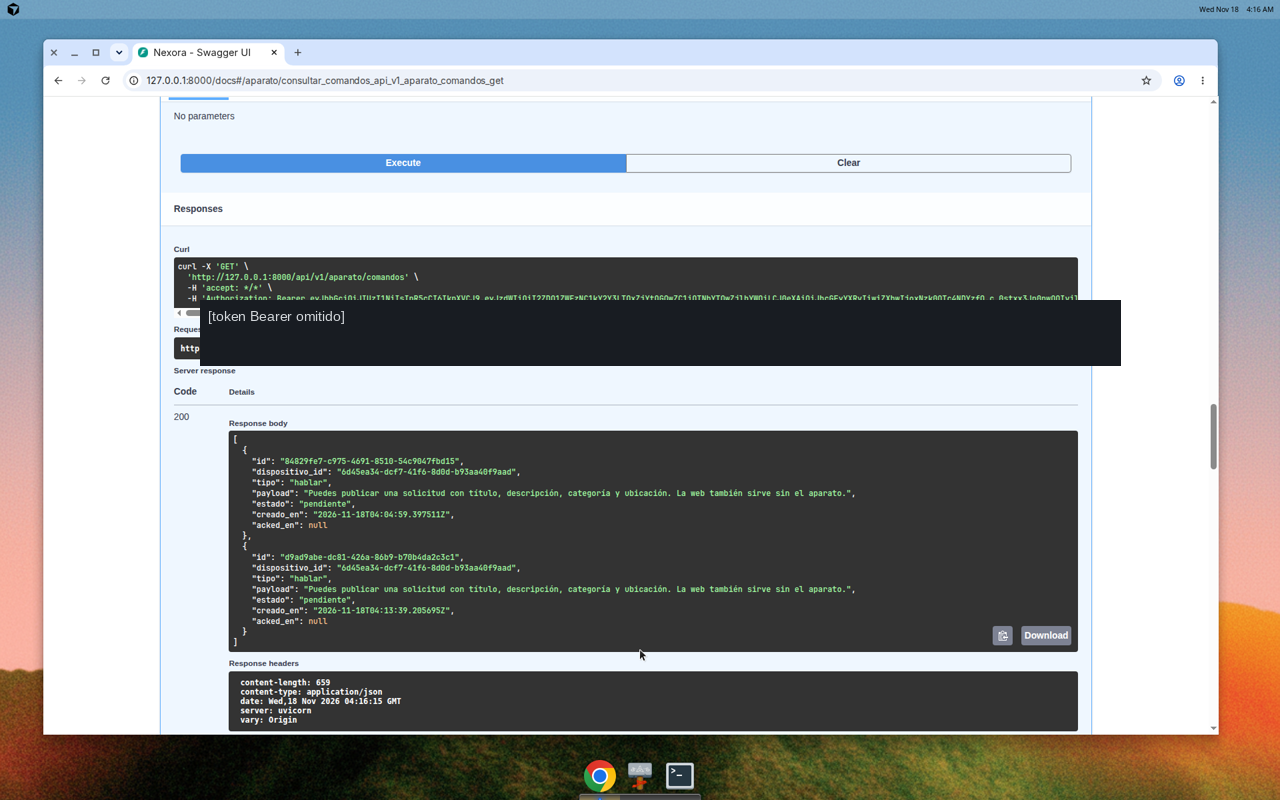 Wed Nov 18 4:16 AM
Nexora - Swagger UI
127.0.0.1:8000/docs#/aparato/consultar_comandos_api_v1_aparato_comandos_get
No parameters
Execute
Clear
Responses
Curl
curl -X 'GET' \
'http://127.0.0.1:8000/api/v1/aparato/comandos' \
-H 'accept: */*' \
-H 'Authorization: Bearer
[token Bearer omitido]
Reques
http
Server response
Code
Details
200
Response body
[
{
"id": "84829fe7-c975-4691-8510-54c9047fbd15",
"dispositivo_id": "6d45ea34-dcf7-41f6-8d0d-b93aa40f9aad",
"tipo": "hablar",
"payload": "Puedes publicar una solicitud con título, descripción, categoría y ubicación. La web también sirve sin el aparato.",
"estado": "pendiente",
"creado_en": "2026-11-18T04:04:59.397511Z",
"acked_en": null
},
{
"id": "d9ad9abe-dc81-426a-86b9-b70b4da2c3c1",
"dispositivo_id": "6d45ea34-dcf7-41f6-8d0d-b93aa40f9aad",
"tipo": "hablar",
"payload": "Puedes publicar una solicitud con título, descripción, categoría y ubicación. La web también sirve sin el aparato.",
"estado": "pendiente",
"creado_en": "2026-11-18T04:13:39.205695Z",
"acked_en": null
}
]
Download
Response headers
content-length: 659
content-type: application/json
date: Wed,18 Nov 2026 04:16:15 GMT
server: uvicorn
vary: Origin